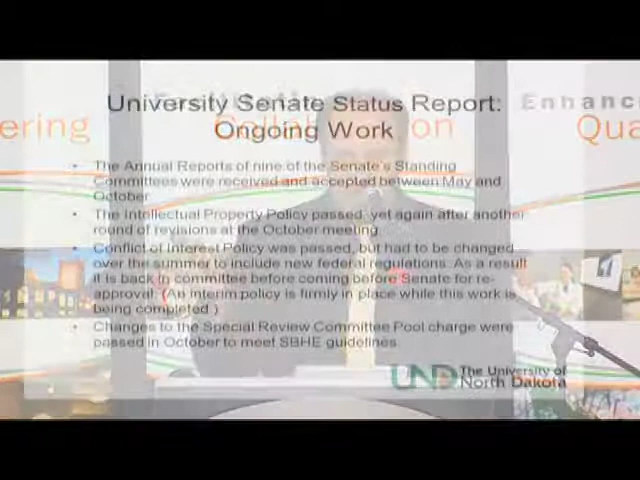 University Senate Status Report:
Ongoing Work
Enhanc
ering
Colla
on
Qua
• The Annual Reports of nine of the Senate's Standing
Committees were received and accepted between May and
October
• The Intellectual Property Policy passed, yet again after another
round of revisions at the October meeting.
• Conflict of Interest Policy was passed, but had to be changed
over the summer to include new federal regulations. As a result
it is back in committee before coming before Senate for re-
approval. (An interim policy is firmly in place while this work is
being completed.)
• Changes to the Special Review Committee Pool charge were
passed in October to meet SBHE guidelines.
UND The University of
North Dakota